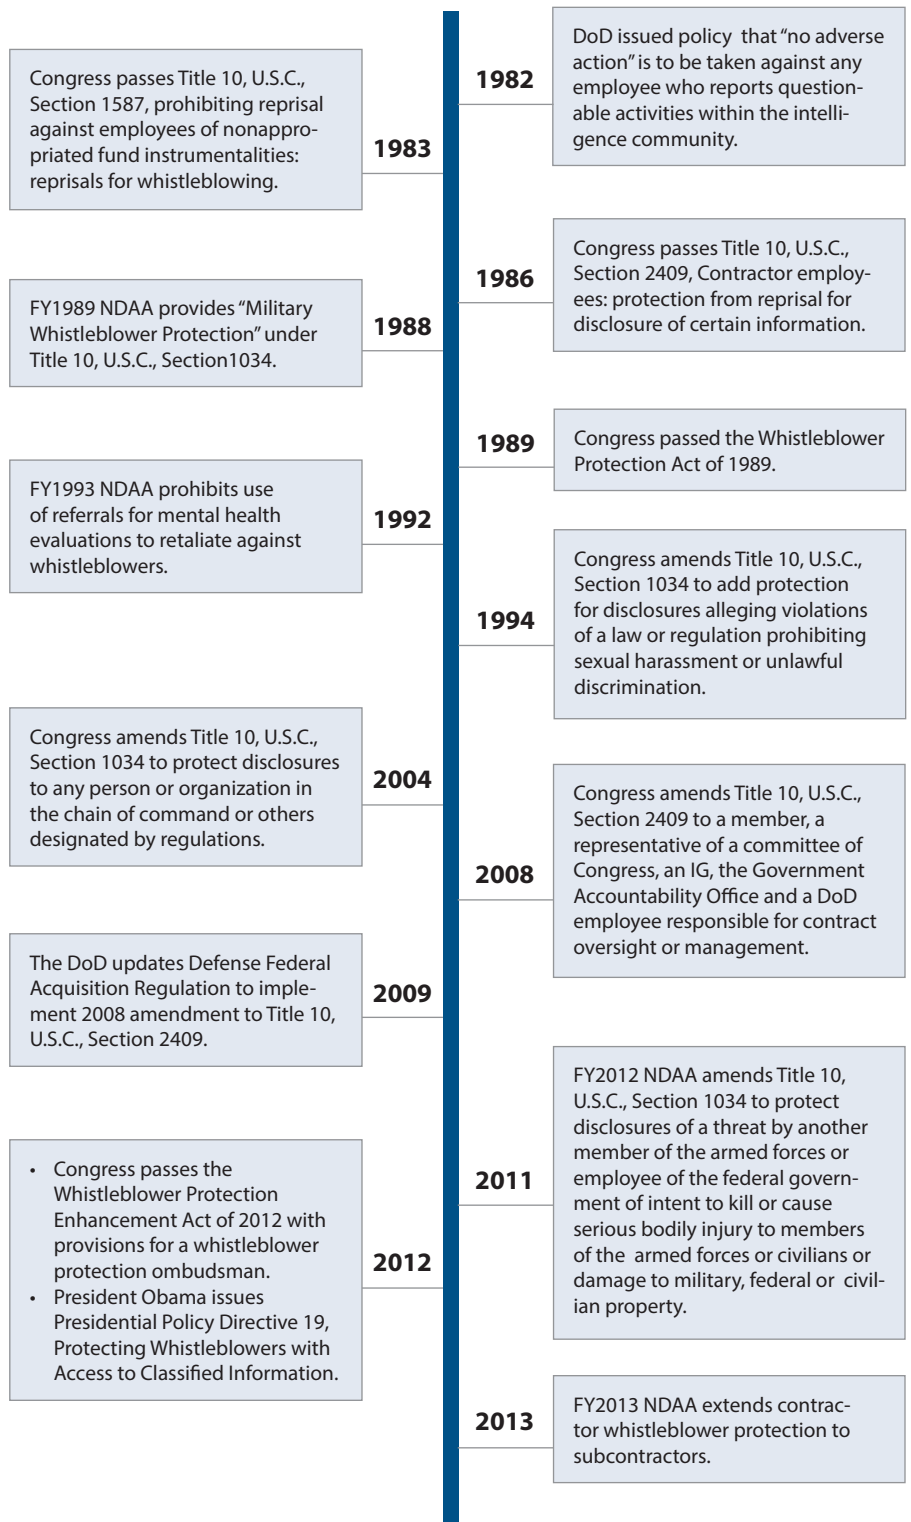 1982
DoD issued policy  that “no adverse
action” is to be taken against any
employee who reports question-
able activities within the intelli-
gence community.
Congress passes Title 10, U.S.C.,
Section 1587, prohibiting reprisal
against employees of nonappro-
priated fund instrumentalities:
reprisals for whistleblowing.
1983
1986
Congress passes Title 10, U.S.C.,
Section 2409, Contractor employ-
ees: protection from reprisal for
disclosure of certain information.
FY1989 NDAA provides “Military
Whistleblower Protection” under
Title 10, U.S.C., Section1034.
1988
1989
Congress passed the Whistleblower
Protection Act of 1989.
FY1993 NDAA prohibits use
of referrals for mental health
evaluations to retaliate against
whistleblowers.
1992
1994
Congress amends Title 10, U.S.C.,
Section 1034 to add protection
for disclosures alleging violations
of a law or regulation prohibiting
sexual harassment or unlawful
discrimination.
Congress amends Title 10, U.S.C.,
Section 1034 to protect disclosures
to any person or organization in
the chain of command or others
designated by regulations.
2004
2008
Congress amends Title 10, U.S.C.,
Section 2409 to a member, a
representative of a committee of
Congress, an IG, the Government
Accountability Office and a DoD
employee responsible for contract
oversight or management.
The DoD updates Defense Federal
Acquisition Regulation to imple-
ment 2008 amendment to Title 10,
U.S.C., Section 2409.
2009
2011
FY2012 NDAA amends Title 10,
U.S.C., Section 1034 to protect
disclosures of a threat by another
member of the armed forces or
employee of the federal govern-
ment of intent to kill or cause
serious bodily injury to members
of the  armed forces or civilians or
damage to military, federal or  civil-
ian property.
• Congress passes the
Whistleblower Protection
Enhancement Act of 2012 with
provisions for a whistleblower
protection ombudsman.
• President Obama issues
Presidential Policy Directive 19,
Protecting Whistleblowers with
Access to Classified Information.
2012
2013
FY2013 NDAA extends contrac-
tor whistleblower protection to
subcontractors.